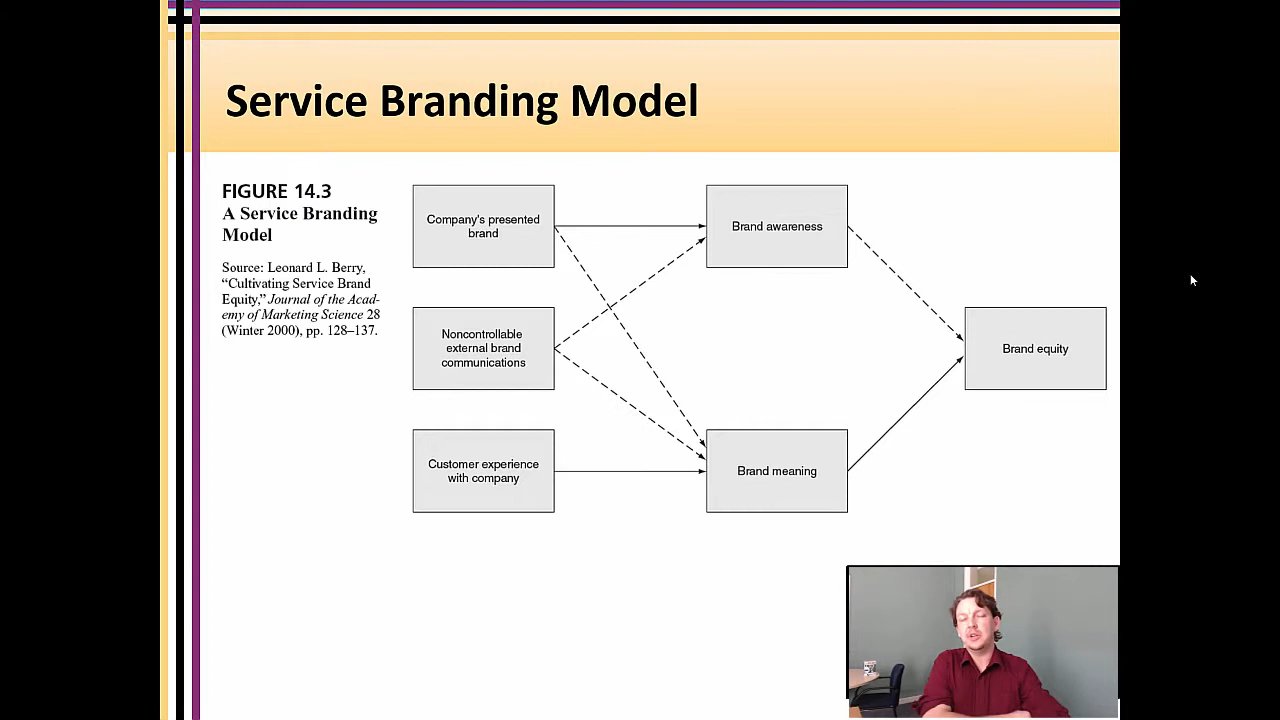 Service Branding Model
FIGURE 14.3
A Service Branding
Model
Source: Leonard L. Berry,
“Cultivating Service Brand
Equity,” Journal of the Acad-
emy of Marketing Science 28
(Winter 2000), pp. 128–137.
Company's presented
brand
Noncontrollable
external brand
communications
Customer experience
with company
Brand awareness
Brand meaning
Brand equity